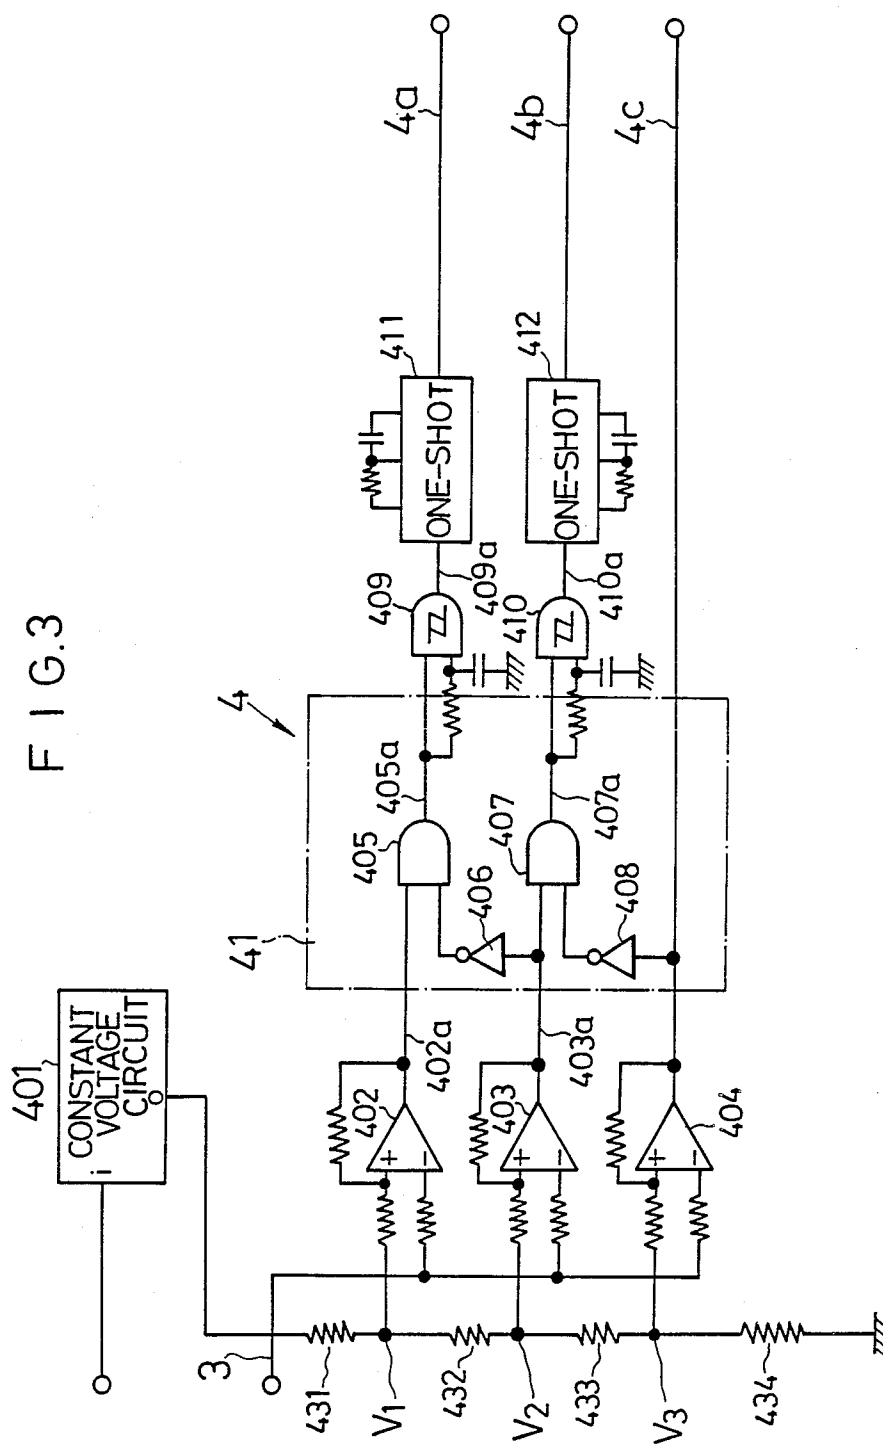 FIG.3
401
CONSTANT
VOLTAGE
CIRCUIT
i
o
3
431
V1
432
V2
433
V3
434
402
+
−
402a
403
+
−
403a
404
+
−
41
4
405
405a
406
407
407a
408
409
409a
410
410a
411
ONE-SHOT
412
ONE-SHOT
4a
4b
4c